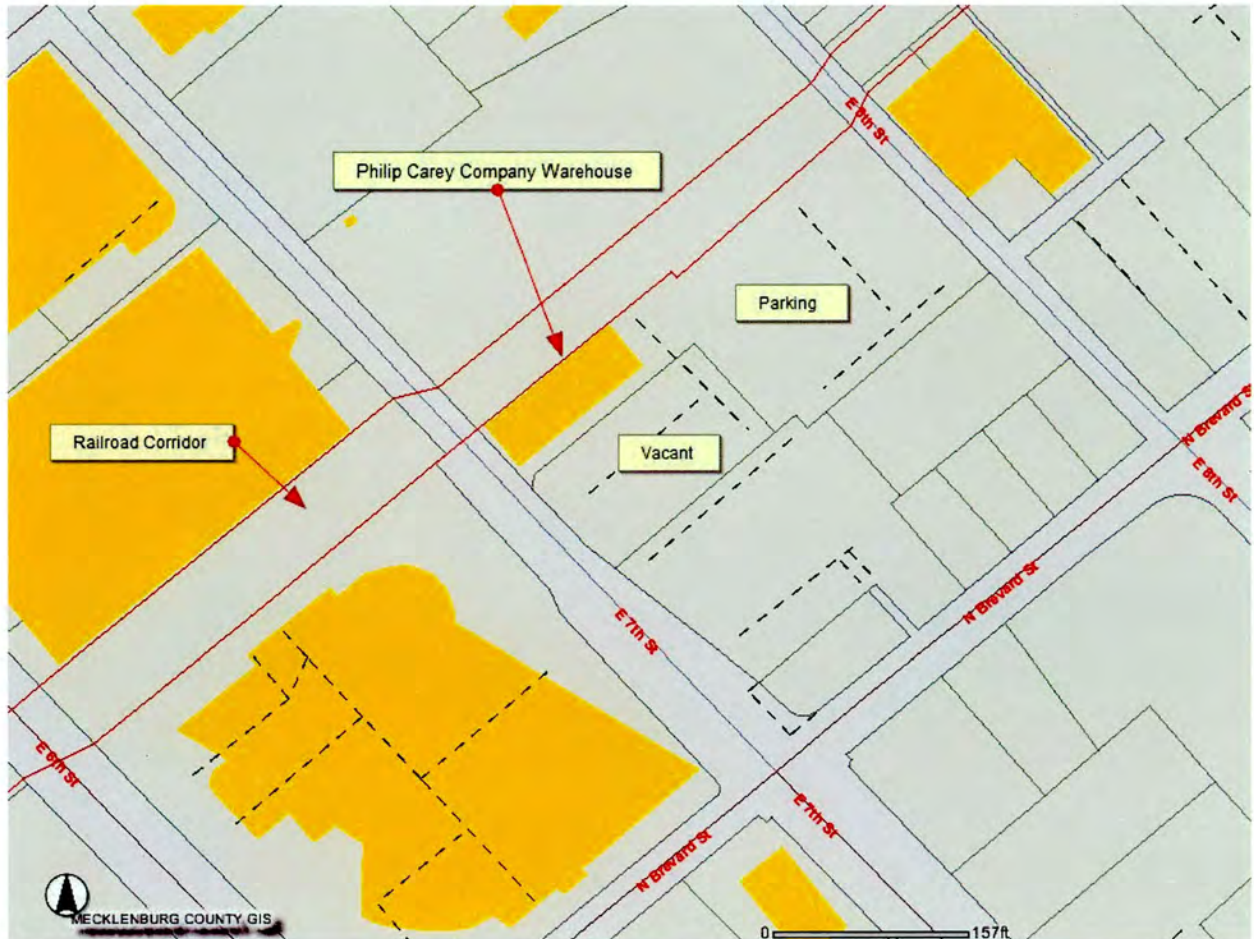 E 8th St
Philip Carey Company Warehouse
Parking
N Brevard St
Railroad Corridor
Vacant
E 8th St
N Brevard St
E 7th St
E 6th St
E 7th St
N Brevard St
MECKLENBURG COUNTY GIS
0 157ft